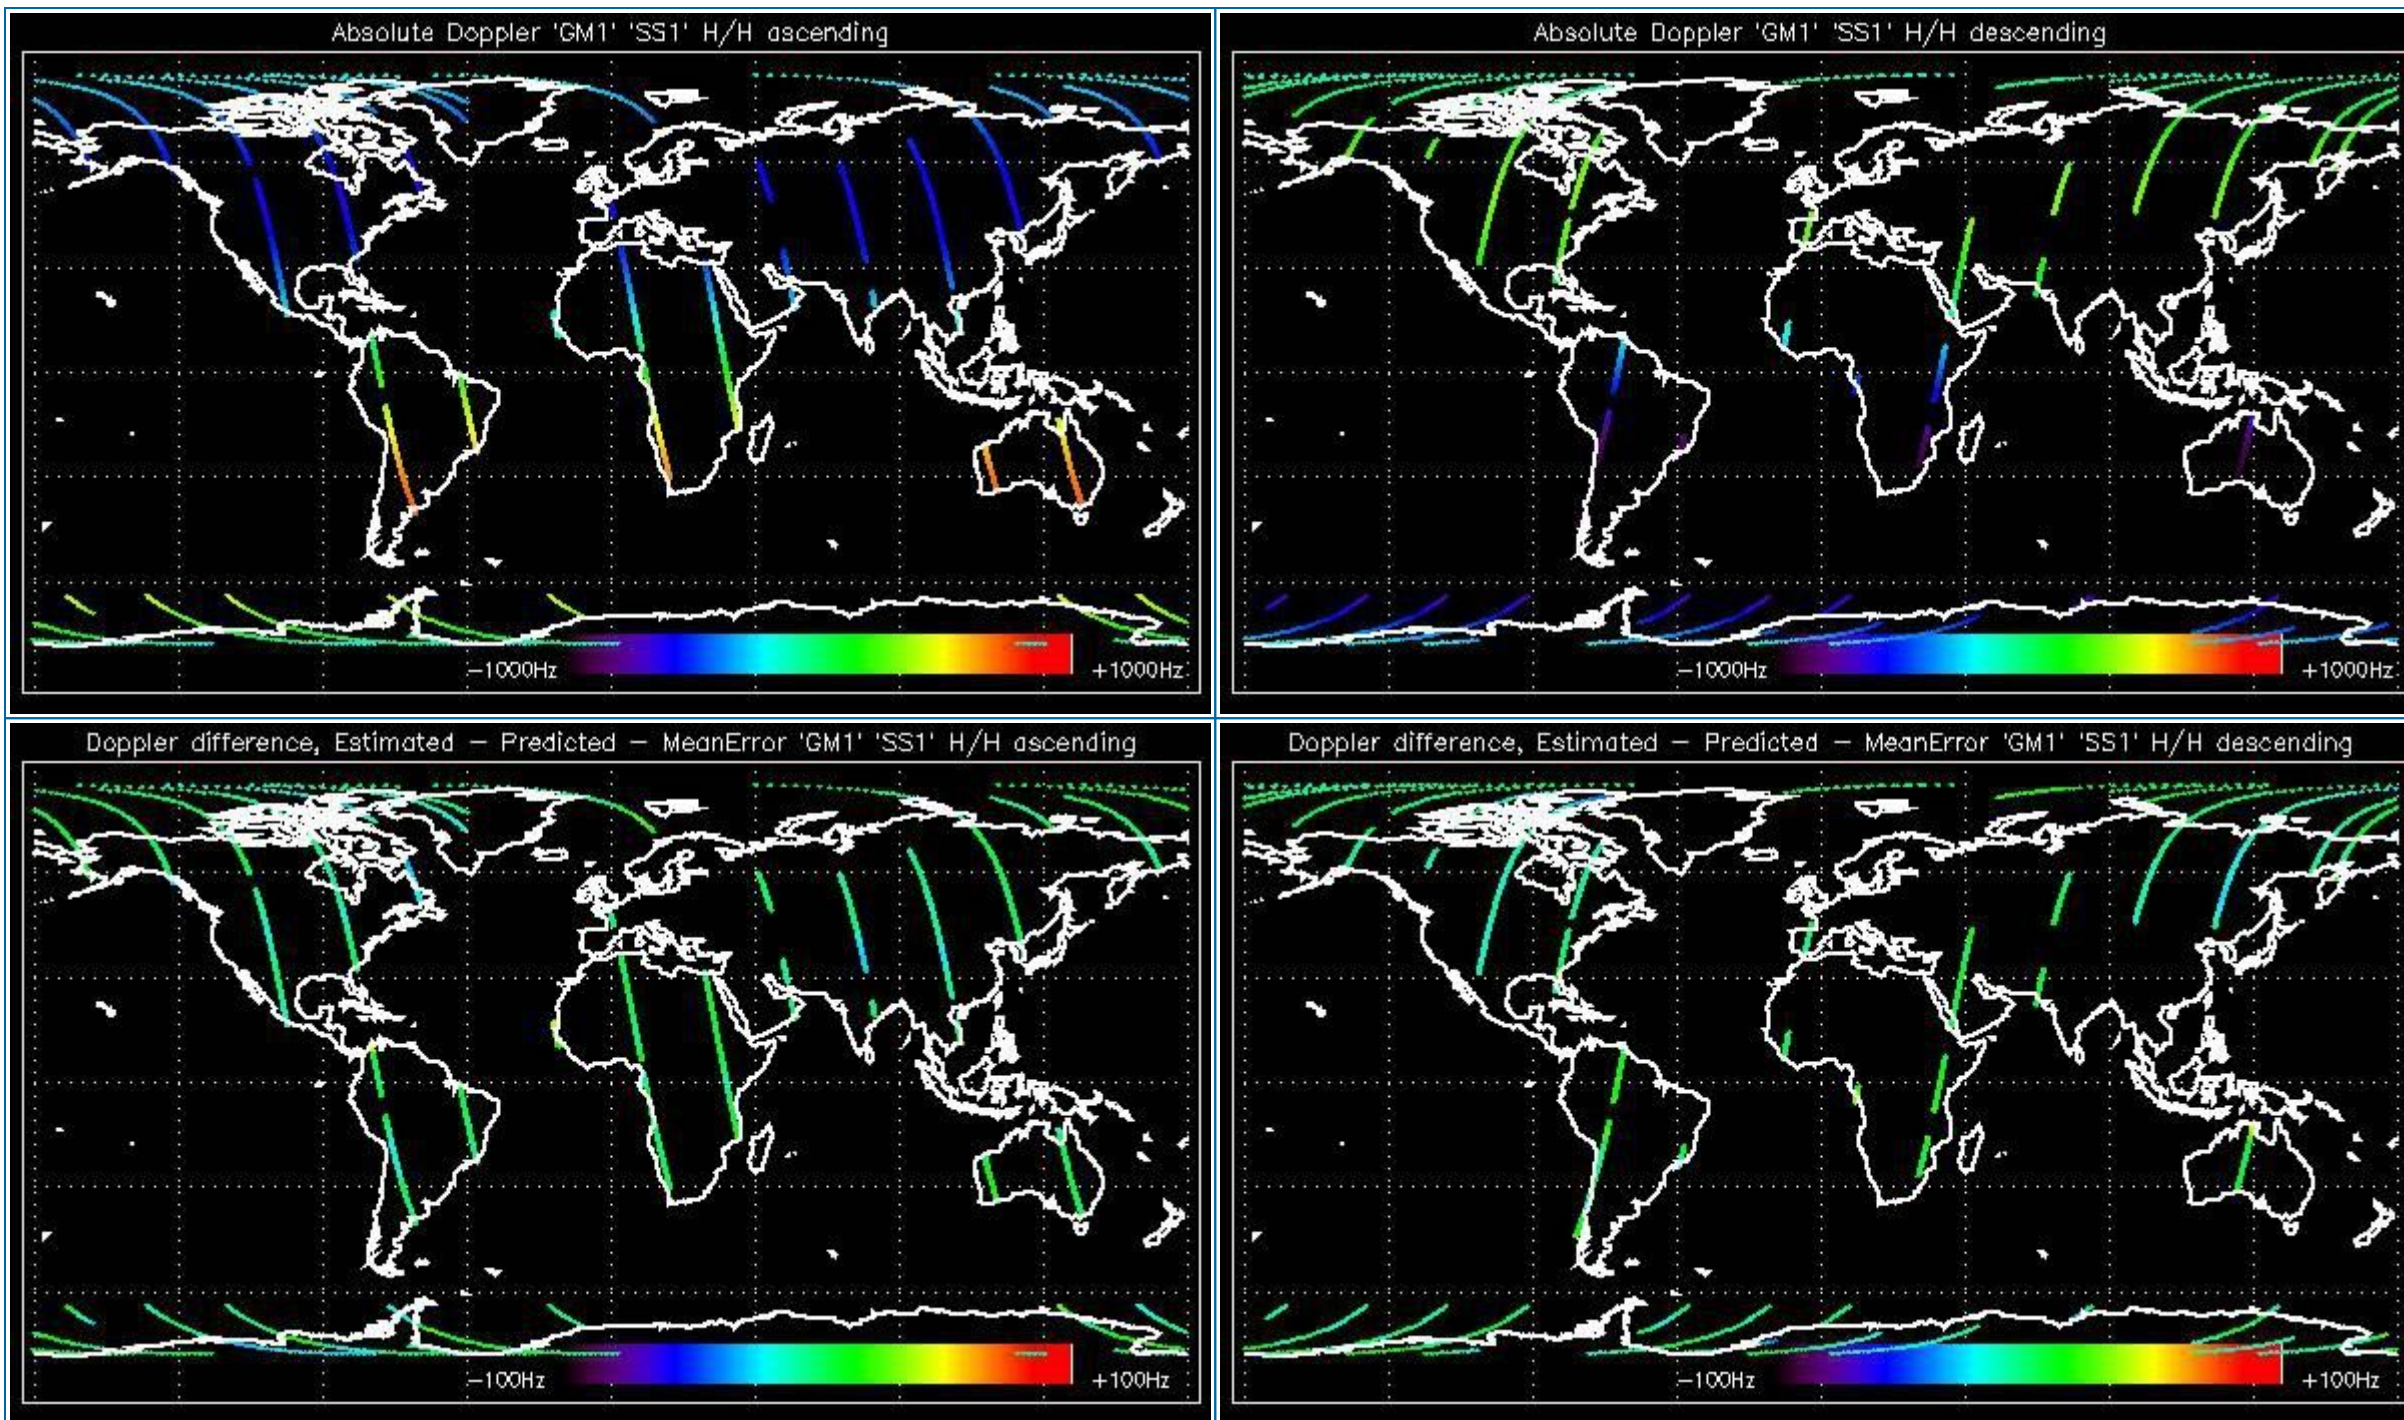 Absolute Doppler 'GM1' 'SS1' H/H ascending
-1000Hz
+1000Hz
Absolute Doppler 'GM1' 'SS1' H/H descending
-1000Hz
+1000Hz
Doppler difference, Estimated - Predicted - MeanError 'GM1' 'SS1' H/H ascending
-100Hz
+100Hz
Doppler difference, Estimated - Predicted - MeanError 'GM1' 'SS1' H/H descending
-100Hz
+100Hz